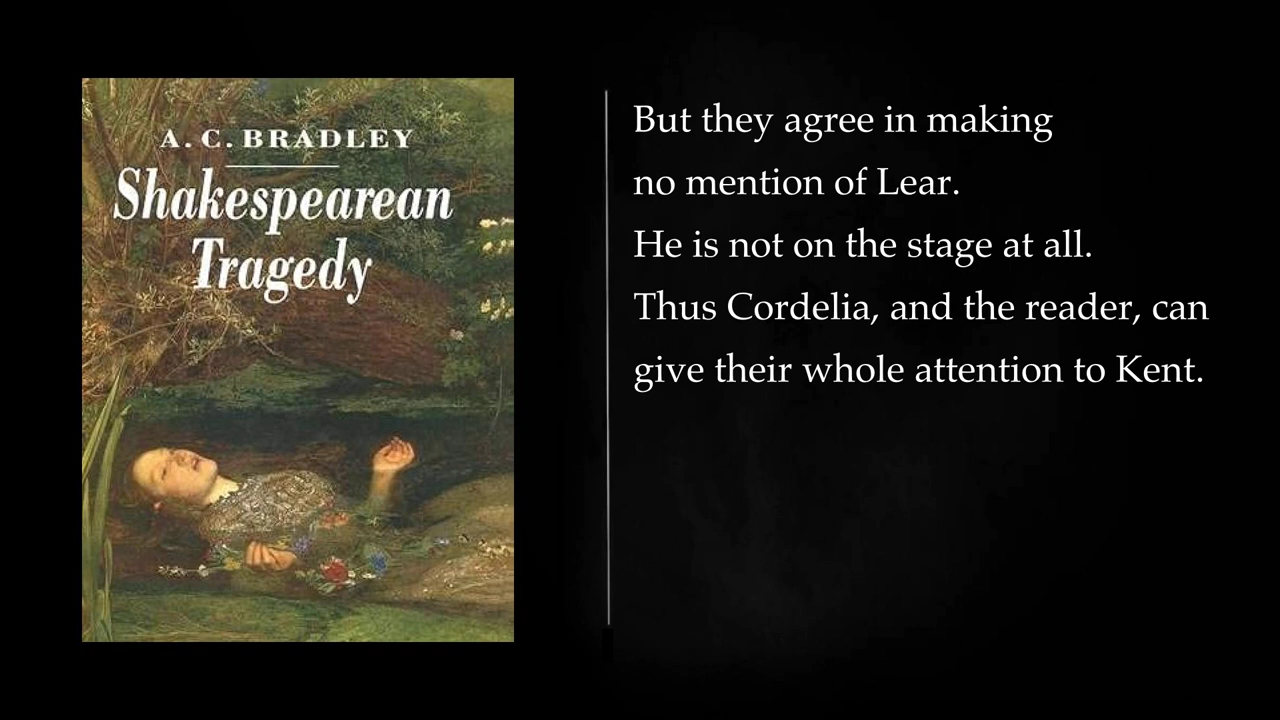 A. C. BRADLEY
Shakespearean
Tragedy
But they agree in making
no mention of Lear.
He is not on the stage at all.
Thus Cordelia, and the reader, can
give their whole attention to Kent.